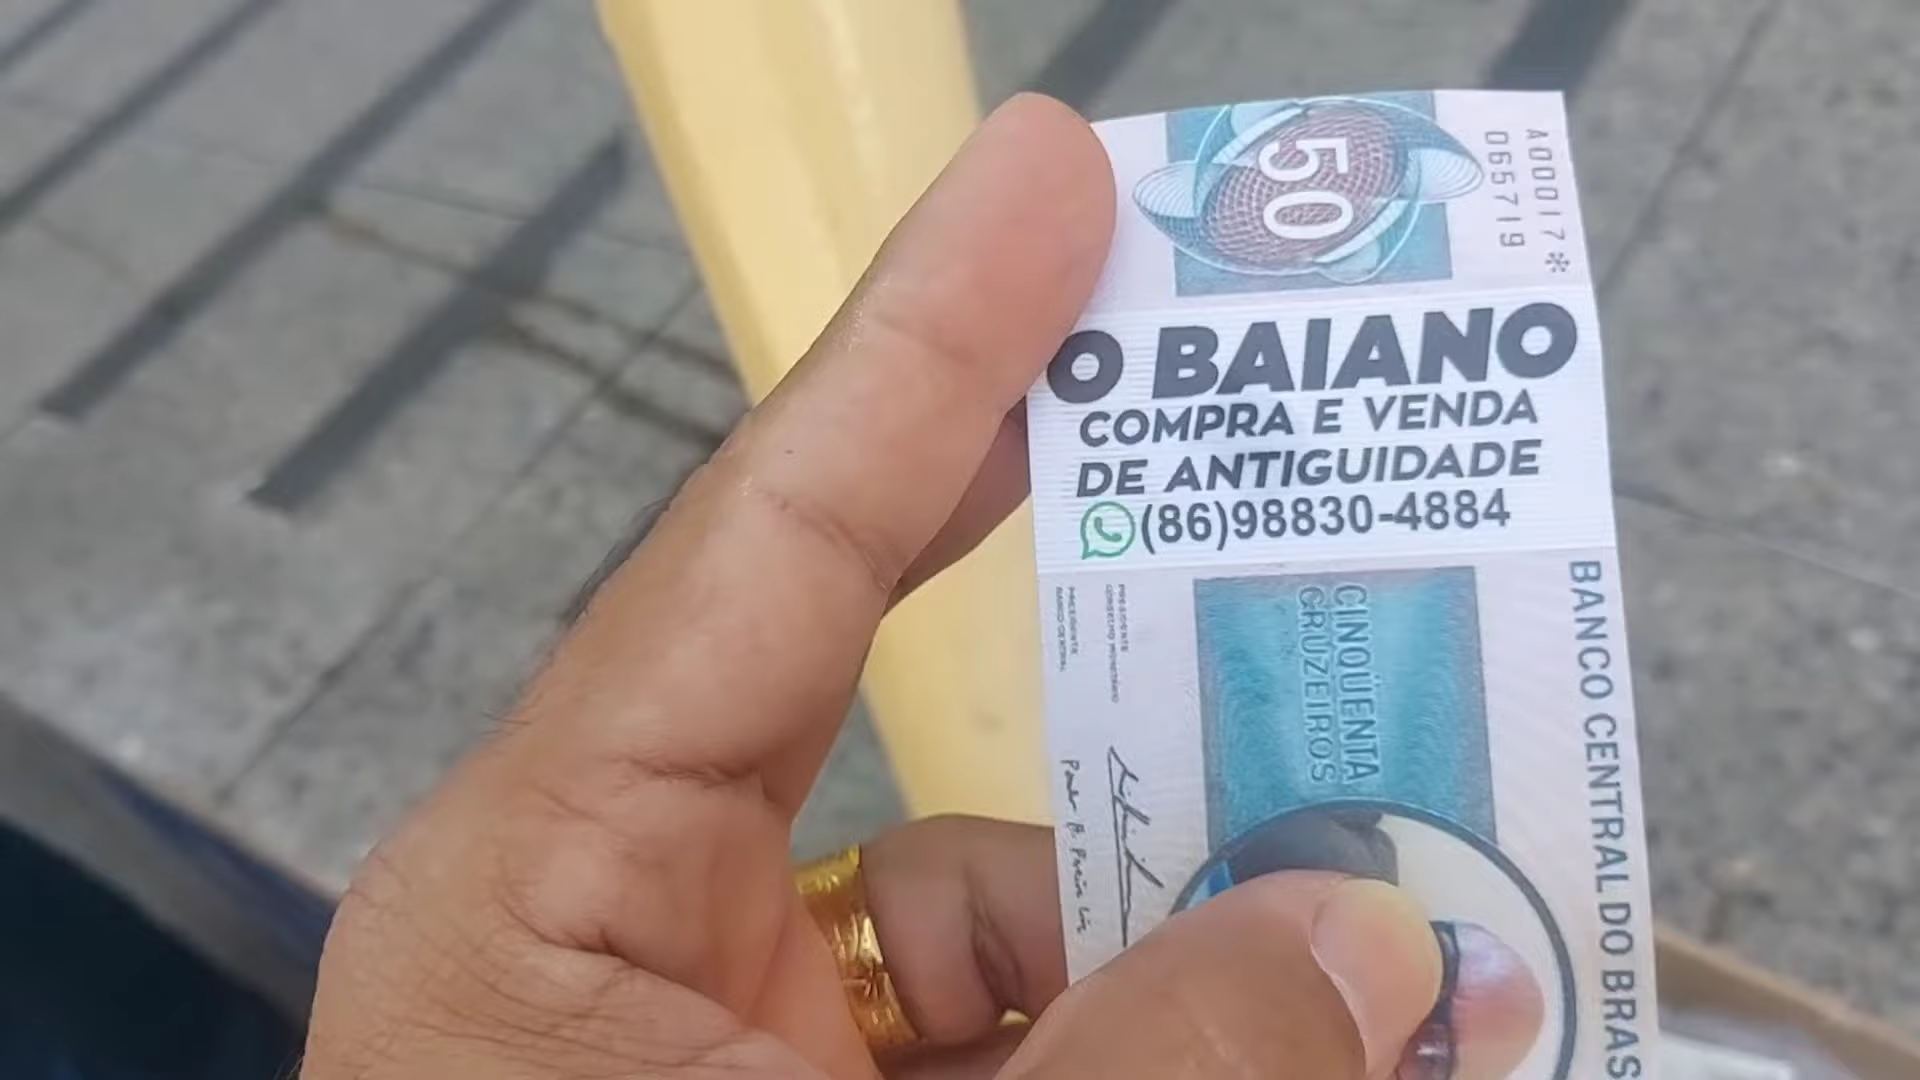 50
A00017*
065719
O BAIANO
COMPRA E VENDA
DE ANTIGUIDADE
(86)98830-4884
CINQÜENTA
CRUZEIROS
BANCO CENTRAL DO BRAS